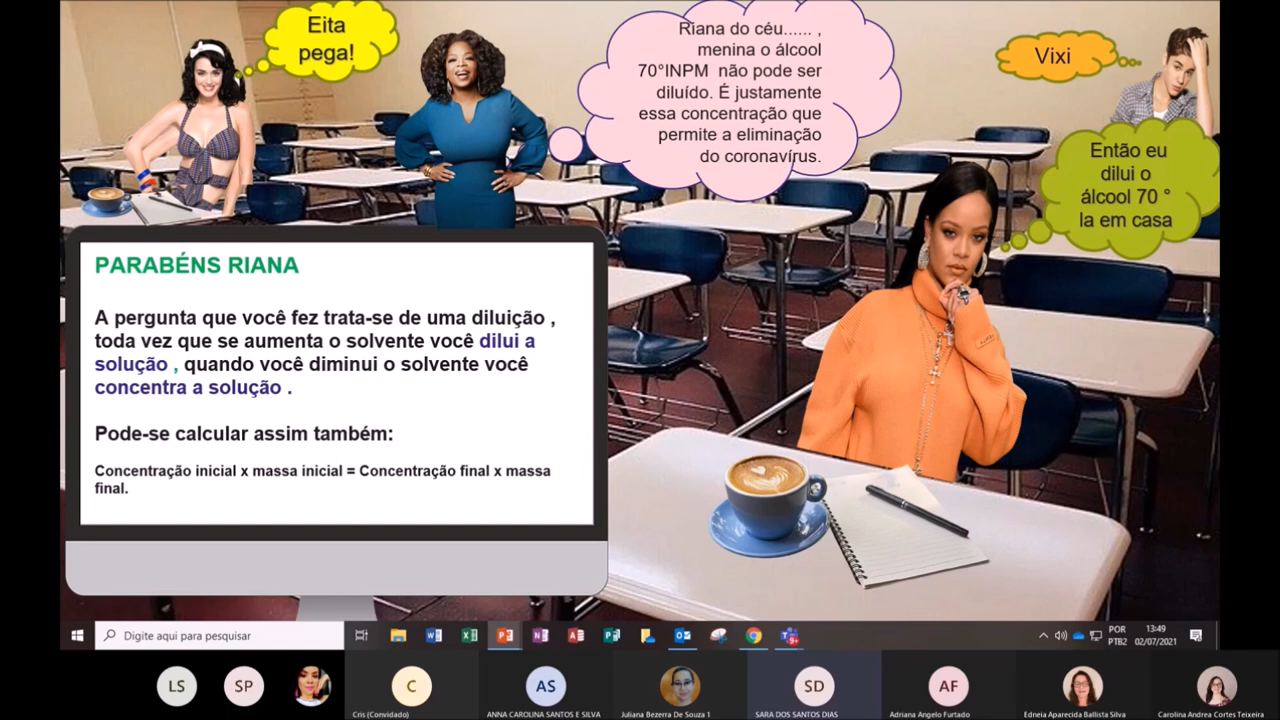 Eita
pega!
Riana do céu...... ,
menina o álcool
70°INPM não pode ser
diluído. É justamente
essa concentração que
permite a eliminação
do coronavírus.
Vixi
Então eu
dilui o
álcool 70 °
la em casa
PARABÉNS RIANA
A pergunta que você fez trata-se de uma diluição ,
toda vez que se aumenta o solvente você dilui a
solução , quando você diminui o solvente você
concentra a solução .
Pode-se calcular assim também:
Concentração inicial x massa inicial = Concentração final x massa
final.
Digite aqui para pesquisar
POR
PTB2
13:49
02/07/2021
LS
SP
C
AS
SD
AF
Cris (Convidado)
ANNA CAROLINA SANTOS E SILVA
Juliana Bezerra De Souza 1
SARA DOS SANTOS DIAS
Adriana Angelo Furtado
Edneia Aparecida Ballista Silva
Carolina Andrea Cortes Teixeira